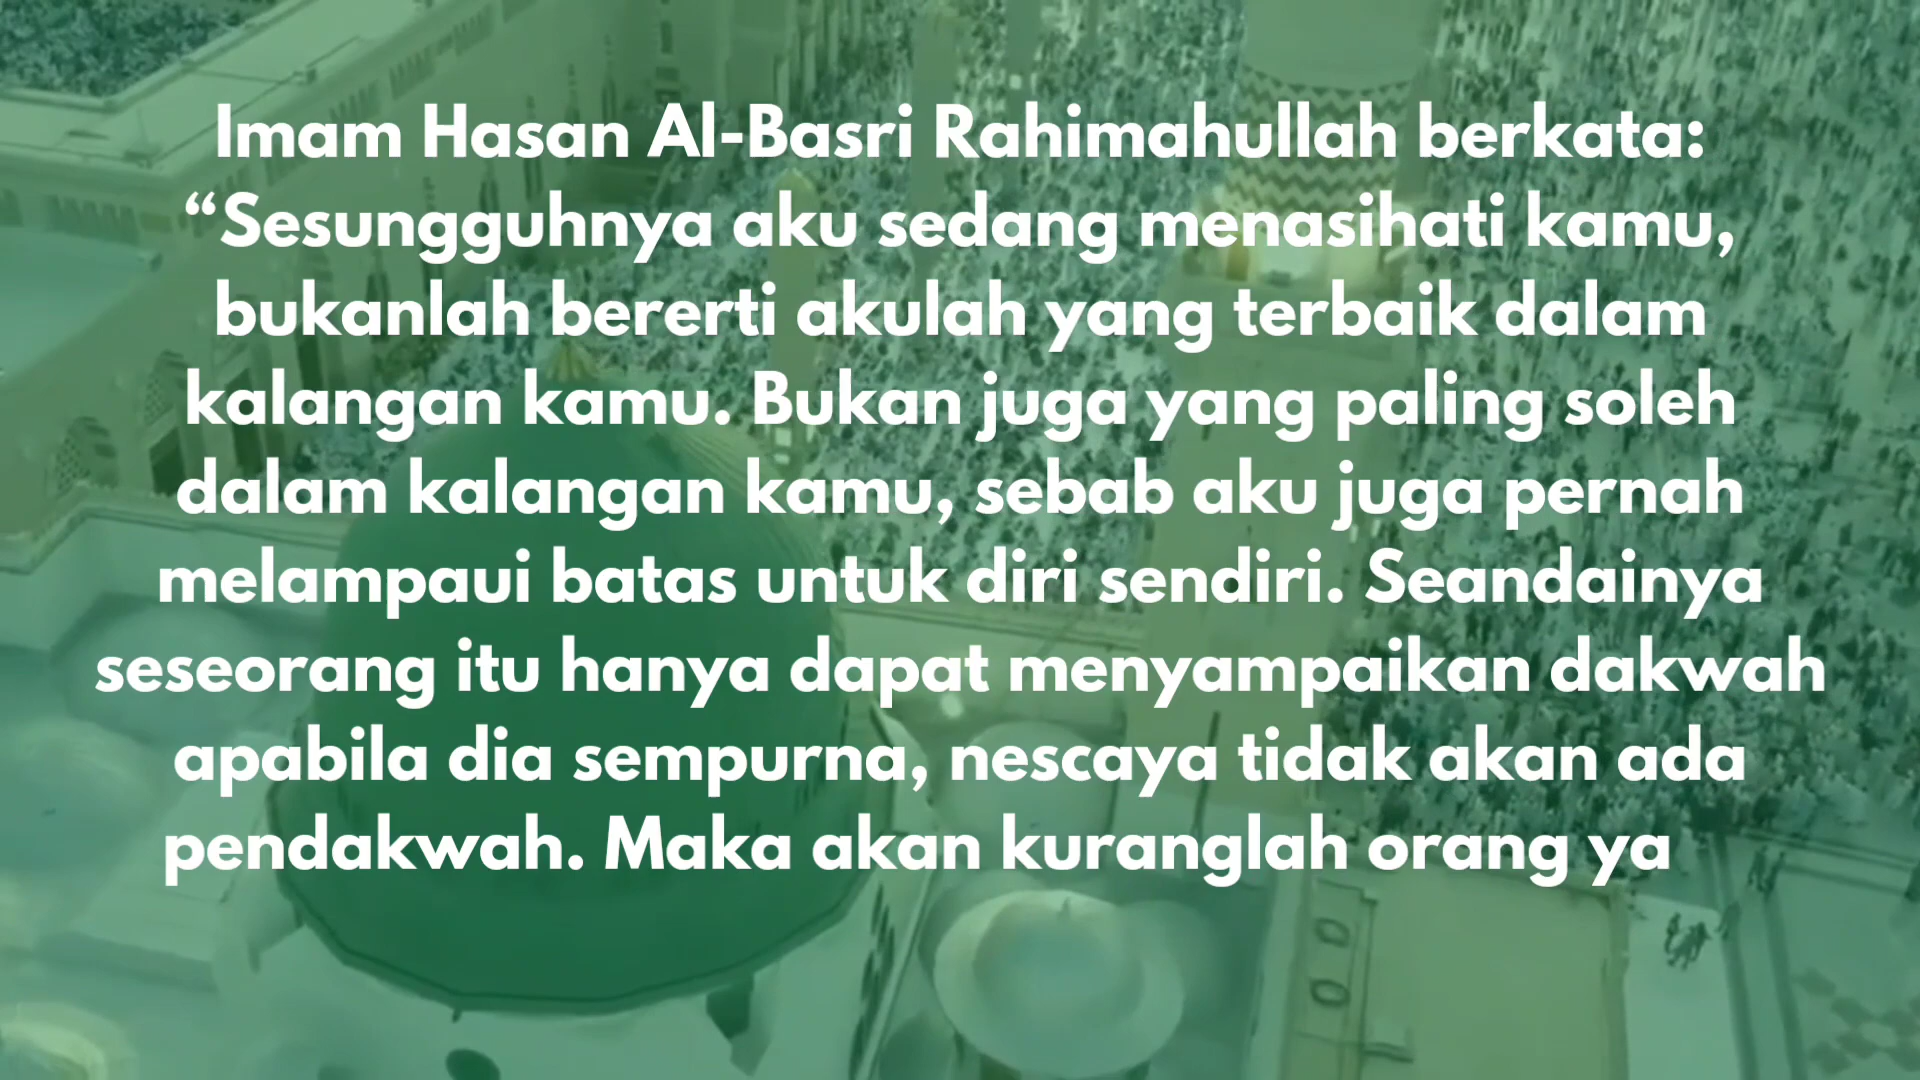 Imam Hasan Al-Basri Rahimahullah berkata:
“Sesungguhnya aku sedang menasihati kamu,
bukanlah bererti akulah yang terbaik dalam
kalangan kamu. Bukan juga yang paling soleh
dalam kalangan kamu, sebab aku juga pernah
melampaui batas untuk diri sendiri. Seandainya
seseorang itu hanya dapat menyampaikan dakwah
apabila dia sempurna, nescaya tidak akan ada
pendakwah. Maka akan kuranglah orang ya